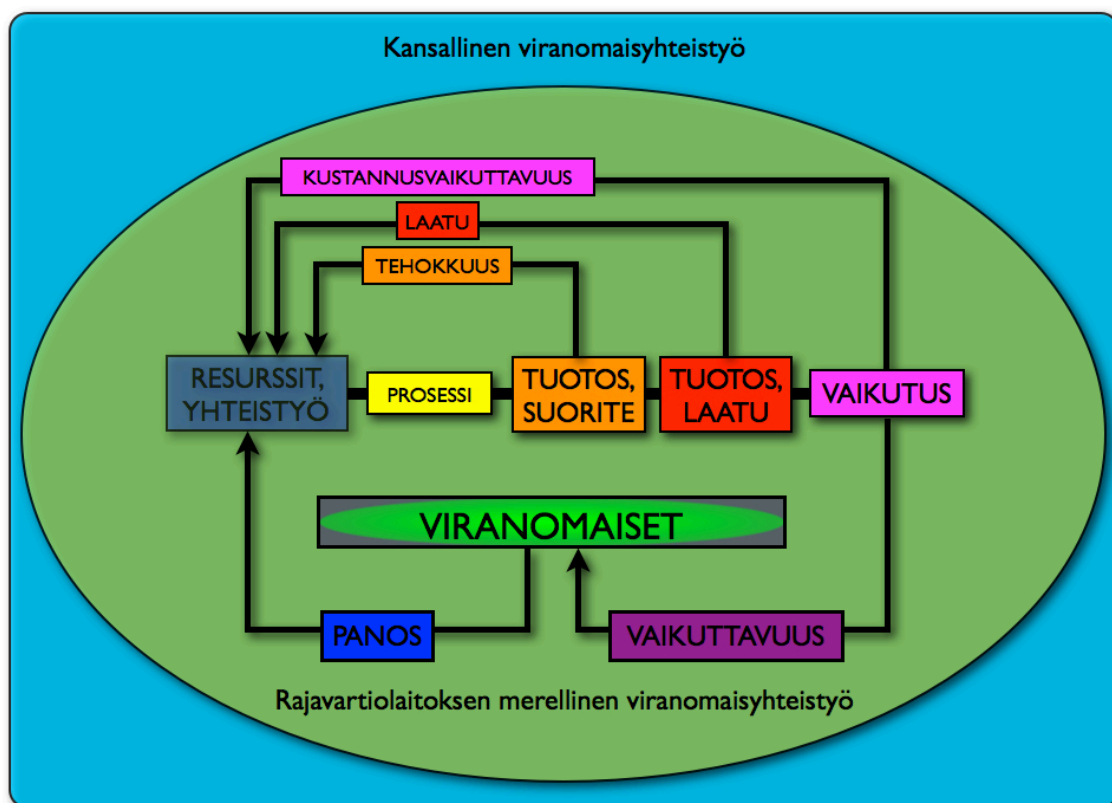 Kansallinen viranomaisyhteistyö
KUSTANNUSVAIKUTTAVUUS
LAATU
TEHOKKUUS
RESURSSIT,
YHTEISTYÖ
PROSESSI
TUOTOS,
SUORITE
TUOTOS,
LAATU
VAIKUTUS
VIRANOMAISET
PANOS
VAIKUTTAVUUS
Rajavartiolaitoksen merellinen viranomaisyhteistyö